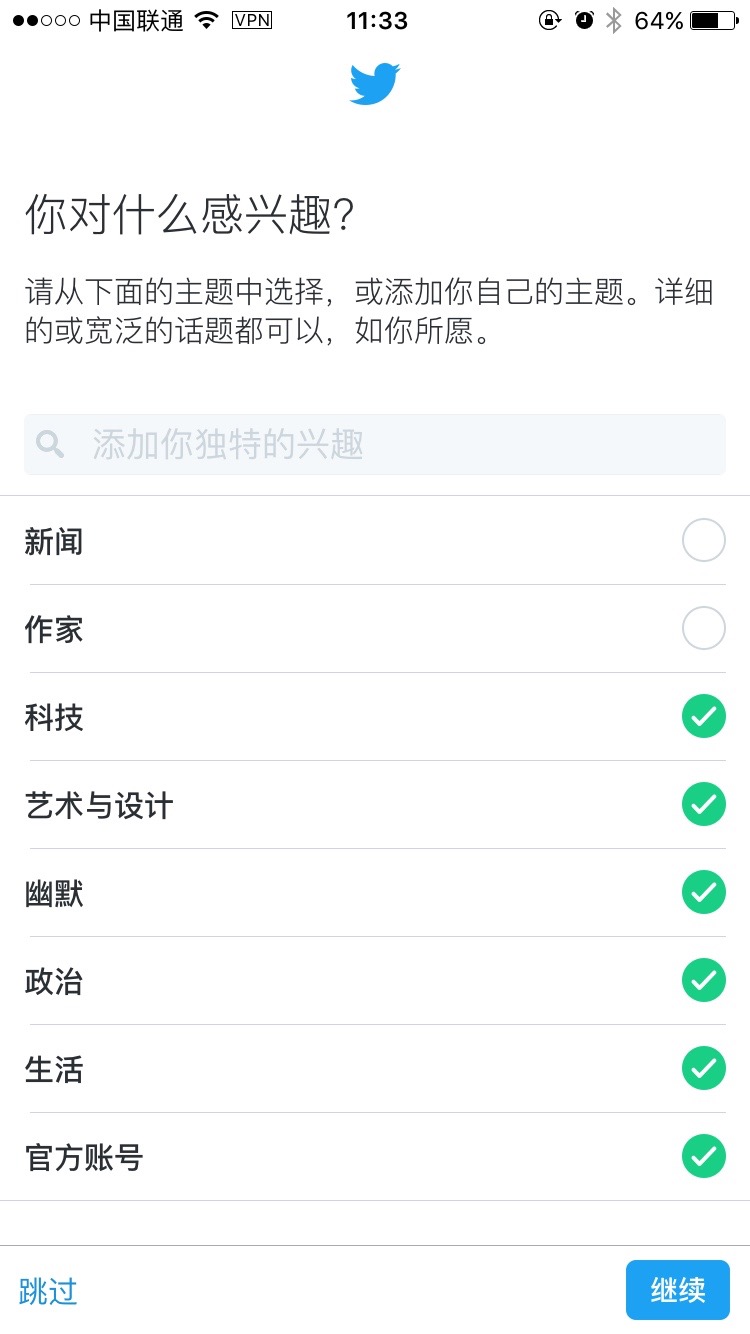 中国联通 VPN 11:33 64%
你对什么感兴趣?
请从下面的主题中选择，或添加你自己的主题。详细
的或宽泛的话题都可以，如你所愿。
添加你独特的兴趣
新闻
作家
科技
艺术与设计
幽默
政治
生活
官方账号
跳过 继续